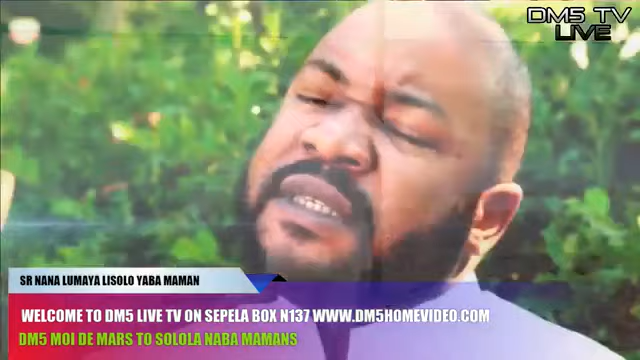 DM5 TV
LIVE
SR NANA LUMAYA LISOLO YABA MAMAN
WELCOME TO DM5 LIVE TV ON SEPELA BOX N137 WWW.DM5HOMEVIDEO.COM
DM5 MOI DE MARS TO SOLOLA NABA MAMANS